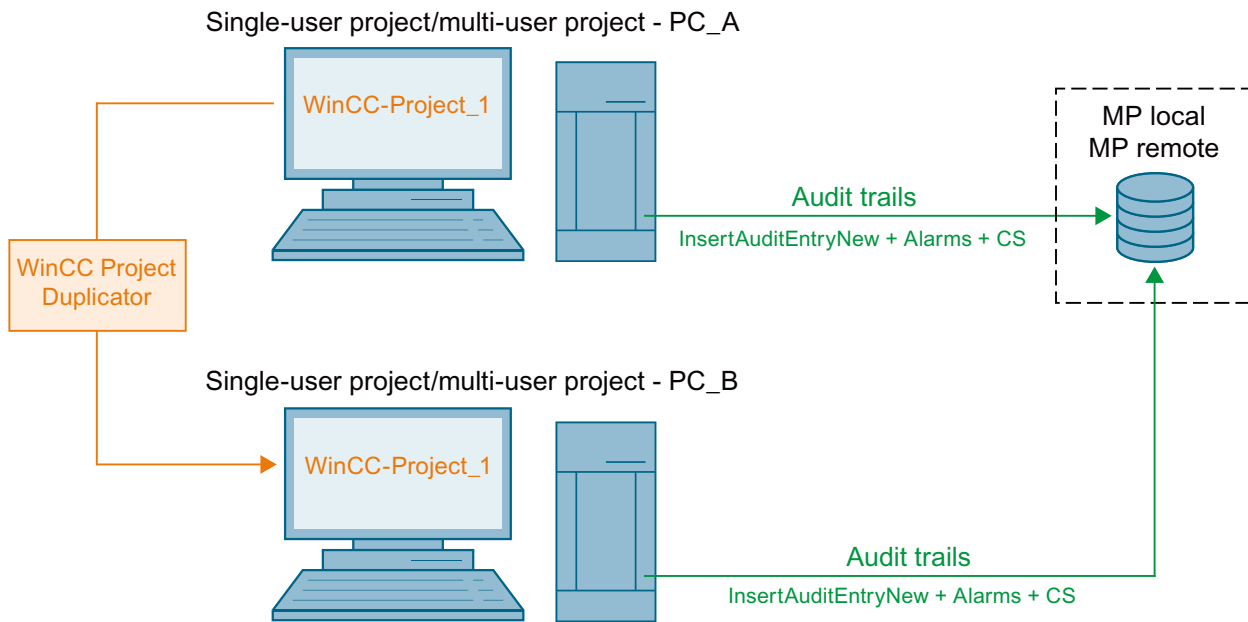 Single-user project/multi-user project - PC_A
WinCC-Project_1
MP local
MP remote
Audit trails
InsertAuditEntryNew + Alarms + CS
WinCC Project
Duplicator
Single-user project/multi-user project - PC_B
WinCC-Project_1
Audit trails
InsertAuditEntryNew + Alarms + CS